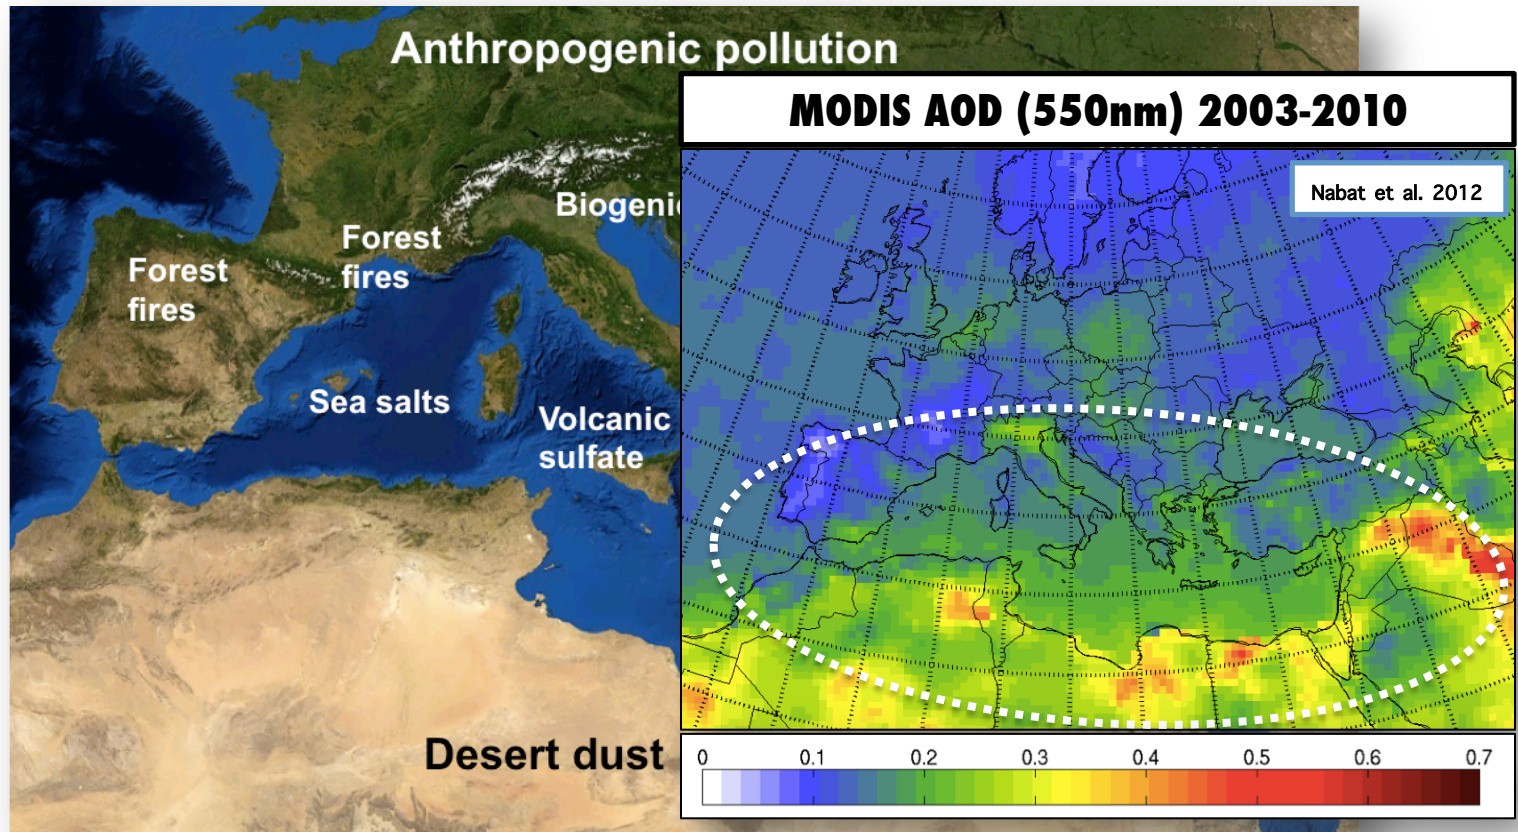 Anthropogenic pollution
MODIS AOD (550nm) 2003-2010
Nabat et al. 2012
Biogenic
Forest
fires
Forest
fires
Sea salts
Volcanic
sulfate
Desert dust
0 0.1 0.2 0.3 0.4 0.5 0.6 0.7